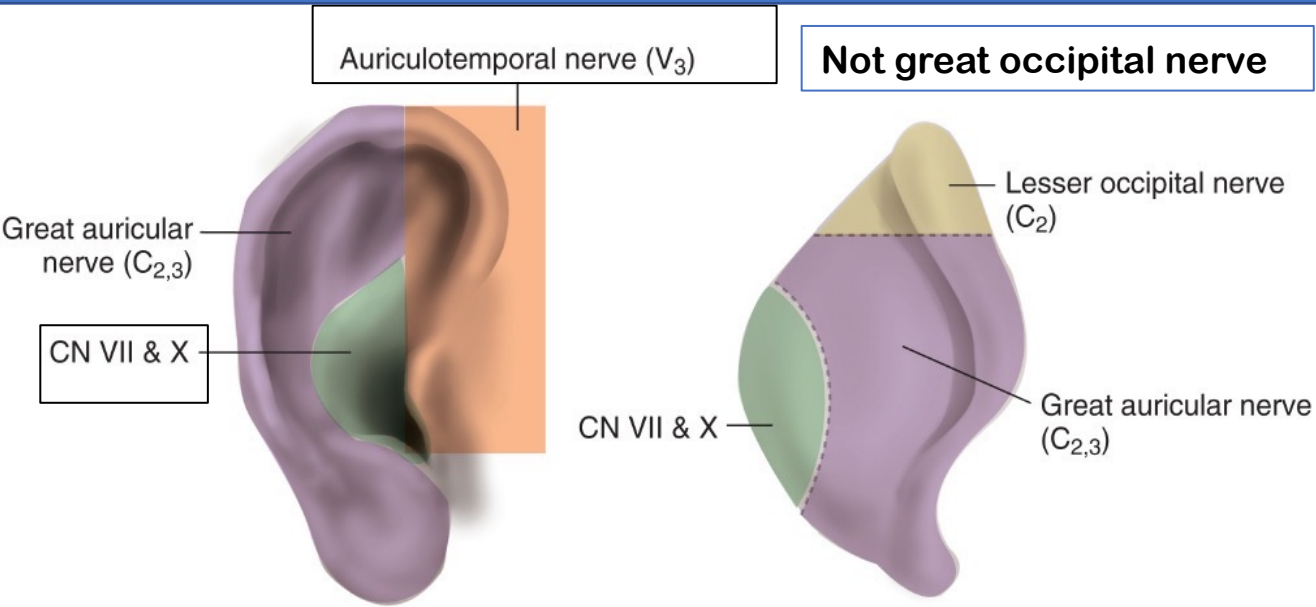 Auriculotemporal nerve (V3)
Not great occipital nerve
Great auricular
nerve (C2,3)
CN VII & X
Lesser occipital nerve
(C2)
CN VII & X
Great auricular nerve
(C2,3)